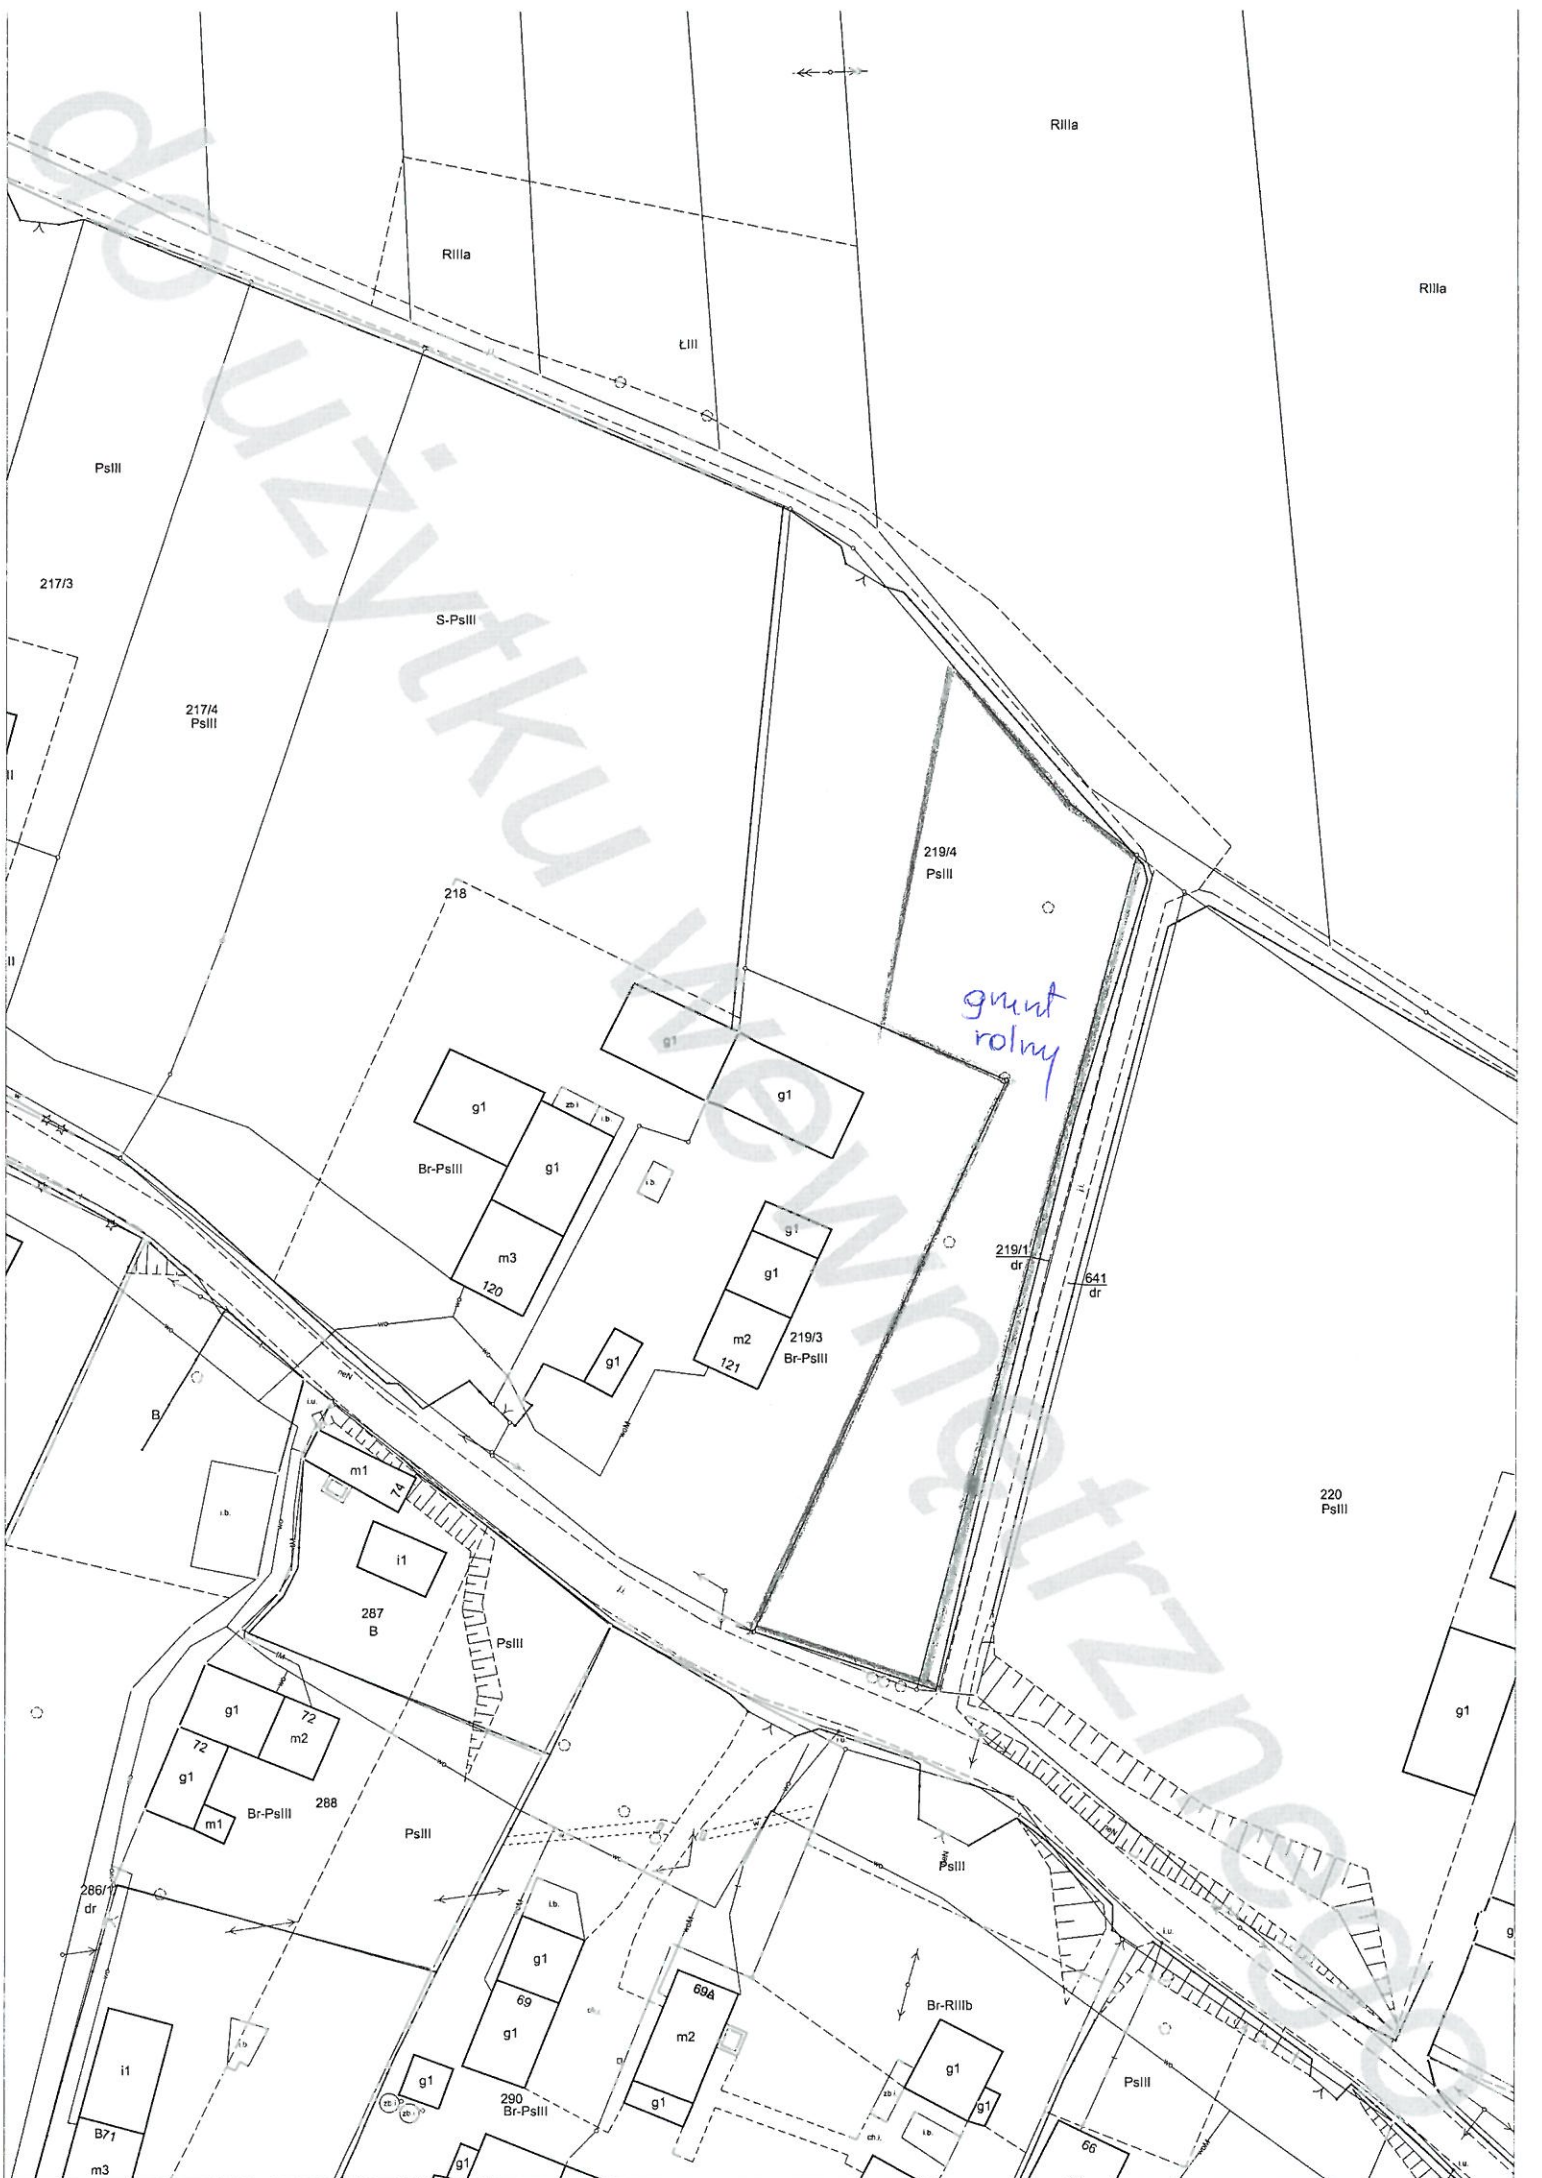 do użytku wewnętrznego
RIIIa
RIIIa
RIIIa
ŁIII
PsIII
217/3
S-PsIII
217/4
PsIII
219/4
PsIII
218
grunt
rolny
g1
g1
g1
zb i
i.b.
g1
Br-PsIII
i.b.
g1
g1
m3
120
219/1
dr
641
dr
m2
121
219/3
Br-PsIII
g1
B
i.u.
m1
74
i.b.
i1
220
PsIII
287
B
PsIII
g1
72
m2
72
g1
m1
Br-PsIII
288
PsIII
g1
PsIII
286/1
dr
i.b.
g1
69
g1
69A
m2
g1
Br-RIIIb
g1
g1
i.b.
zb i
i1
g1
290
Br-PsIII
PsIII
B71
m3
g1
66
i.u.